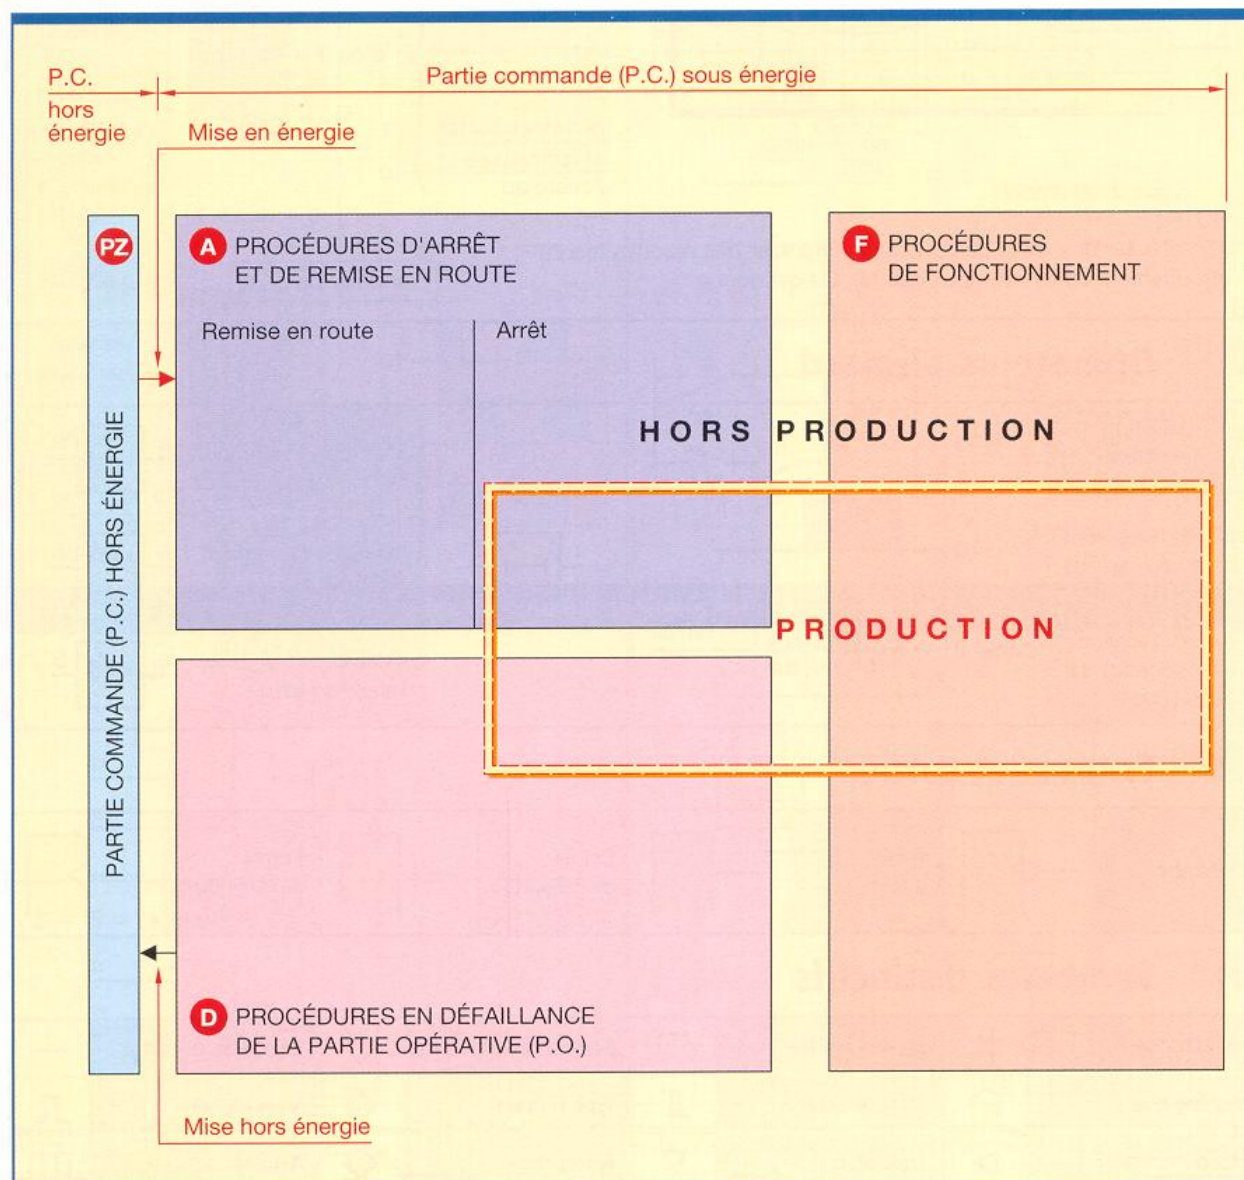 P.C.
hors
énergie
Partie commande (P.C.) sous énergie
Mise en énergie
PZ
PARTIE COMMANDE (P.C.) HORS ÉNERGIE
A PROCÉDURES D'ARRÊT
ET DE REMISE EN ROUTE
Remise en route
Arrêt
F PROCÉDURES
DE FONCTIONNEMENT
HORS PRODUCTION
PRODUCTION
D PROCÉDURES EN DÉFAILLANCE
DE LA PARTIE OPÉRATIVE (P.O.)
Mise hors énergie